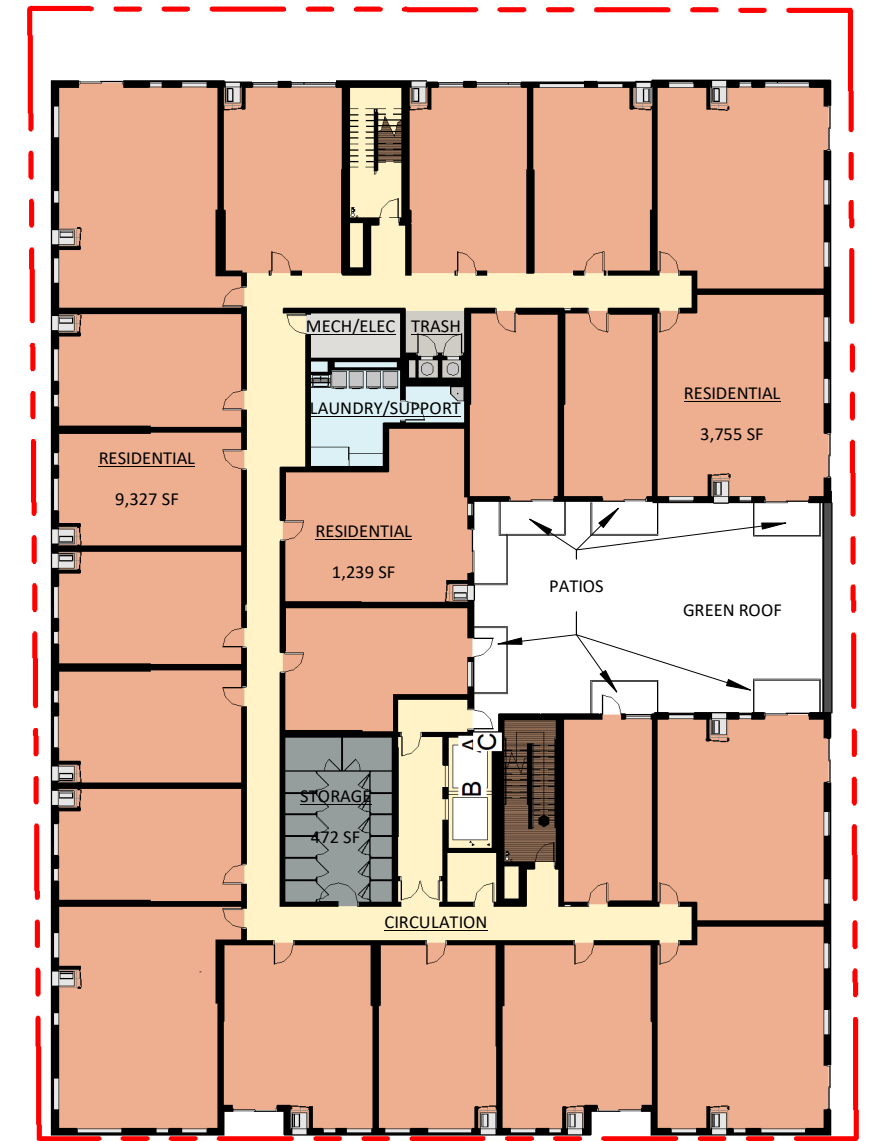 MECH/ELEC
TRASH
LAUNDRY/SUPPORT
RESIDENTIAL
3,755 SF
RESIDENTIAL
9,327 SF
RESIDENTIAL
1,239 SF
PATIOS
GREEN ROOF
A
C
B
STORAGE
472 SF
CIRCULATION